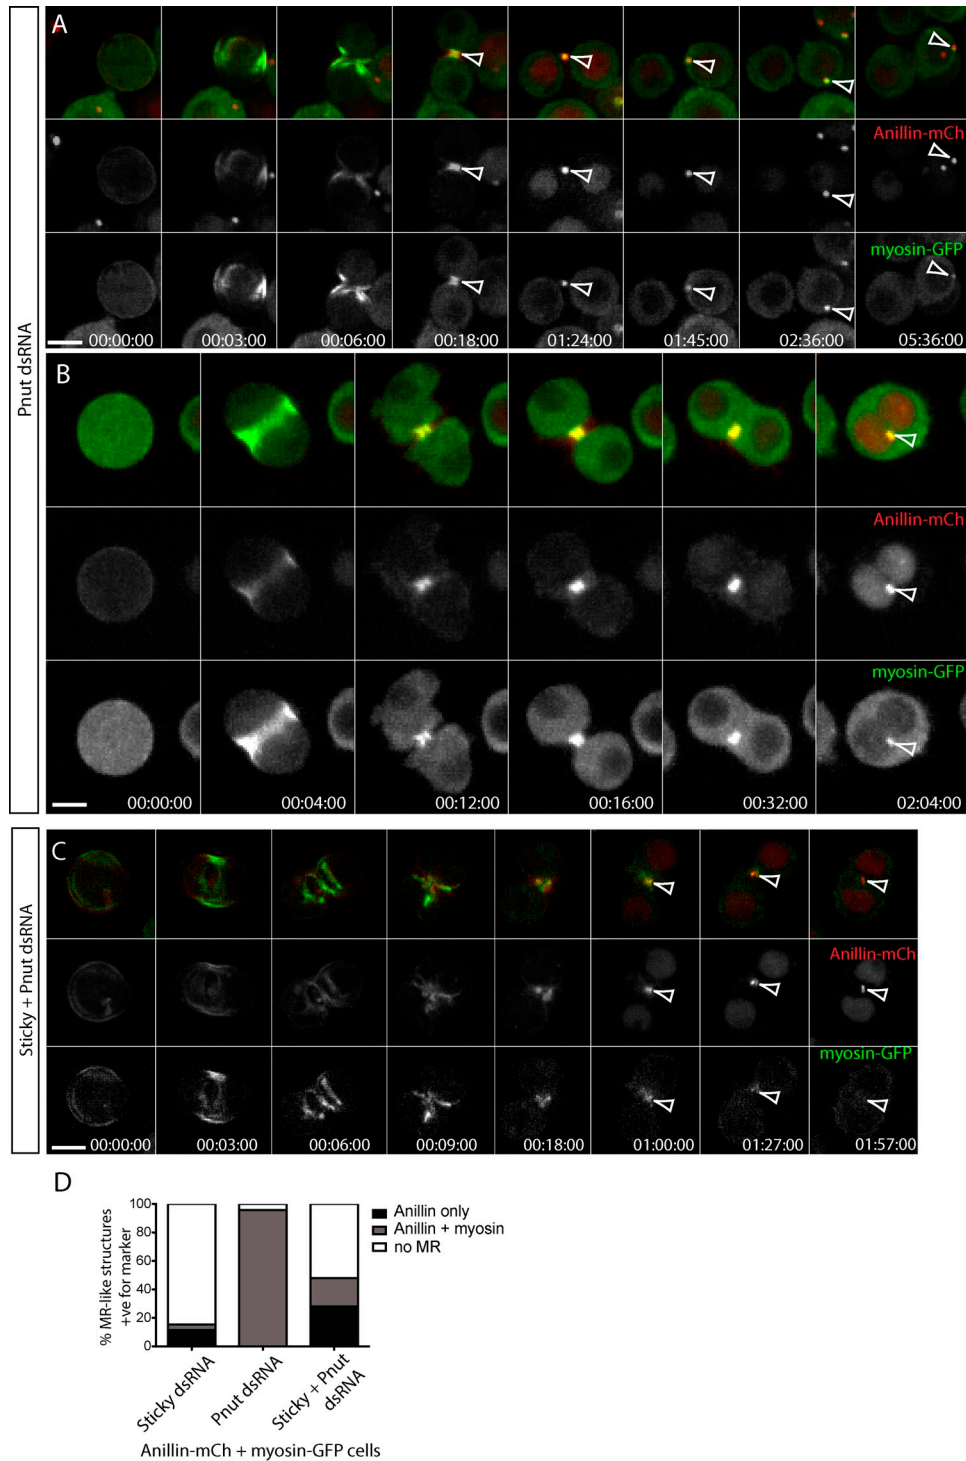 A
Pnut dsRNA
Anillin-mCh
myosin-GFP
00:00:00 00:03:00 00:06:00 00:18:00 01:24:00 01:45:00 02:36:00 05:36:00
B
Anillin-mCh
myosin-GFP
00:00:00 00:04:00 00:12:00 00:16:00 00:32:00 02:04:00
C
Sticky + Pnut dsRNA
Anillin-mCh
myosin-GFP
00:00:00 00:03:00 00:06:00 00:09:00 00:18:00 01:00:00 01:27:00 01:57:00
D
% MR-like structures
+ve for marker
100
80
60
40
20
0
Anillin only
Anillin + myosin
no MR
Sticky dsRNA
Pnut dsRNA
Sticky + Pnut
dsRNA
Anillin-mCh + myosin-GFP cells